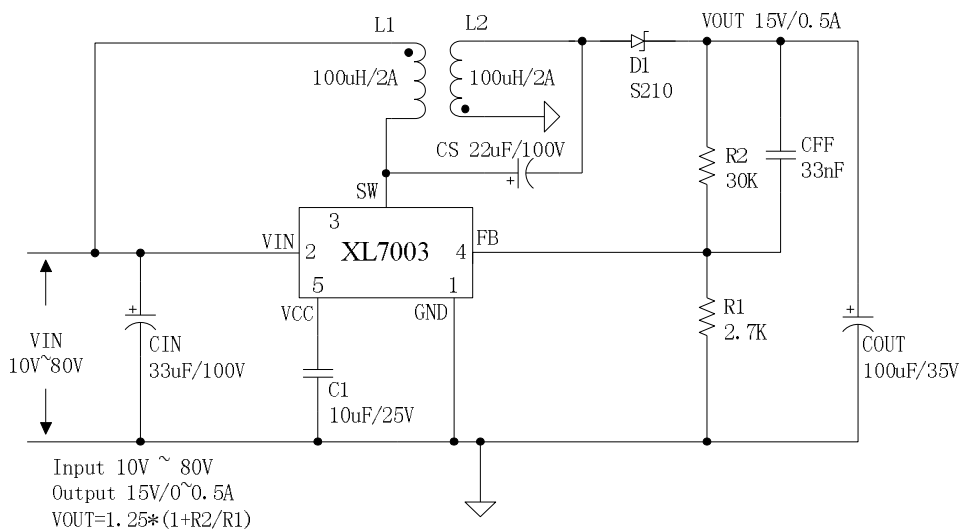 L1
L2
VOUT 15V/0.5A
100uH/2A
100uH/2A
D1
S210
CS 22uF/100V
+
R2
30K
CFF
33nF
SW
3
VIN
2
XL7003
4
FB
5
1
VCC
GND
+
VIN
10V~80V
CIN
33uF/100V
C1
10uF/25V
R1
2.7K
+
COUT
100uF/35V
Input 10V ~ 80V
Output 15V/0~0.5A
VOUT=1.25*(1+R2/R1)